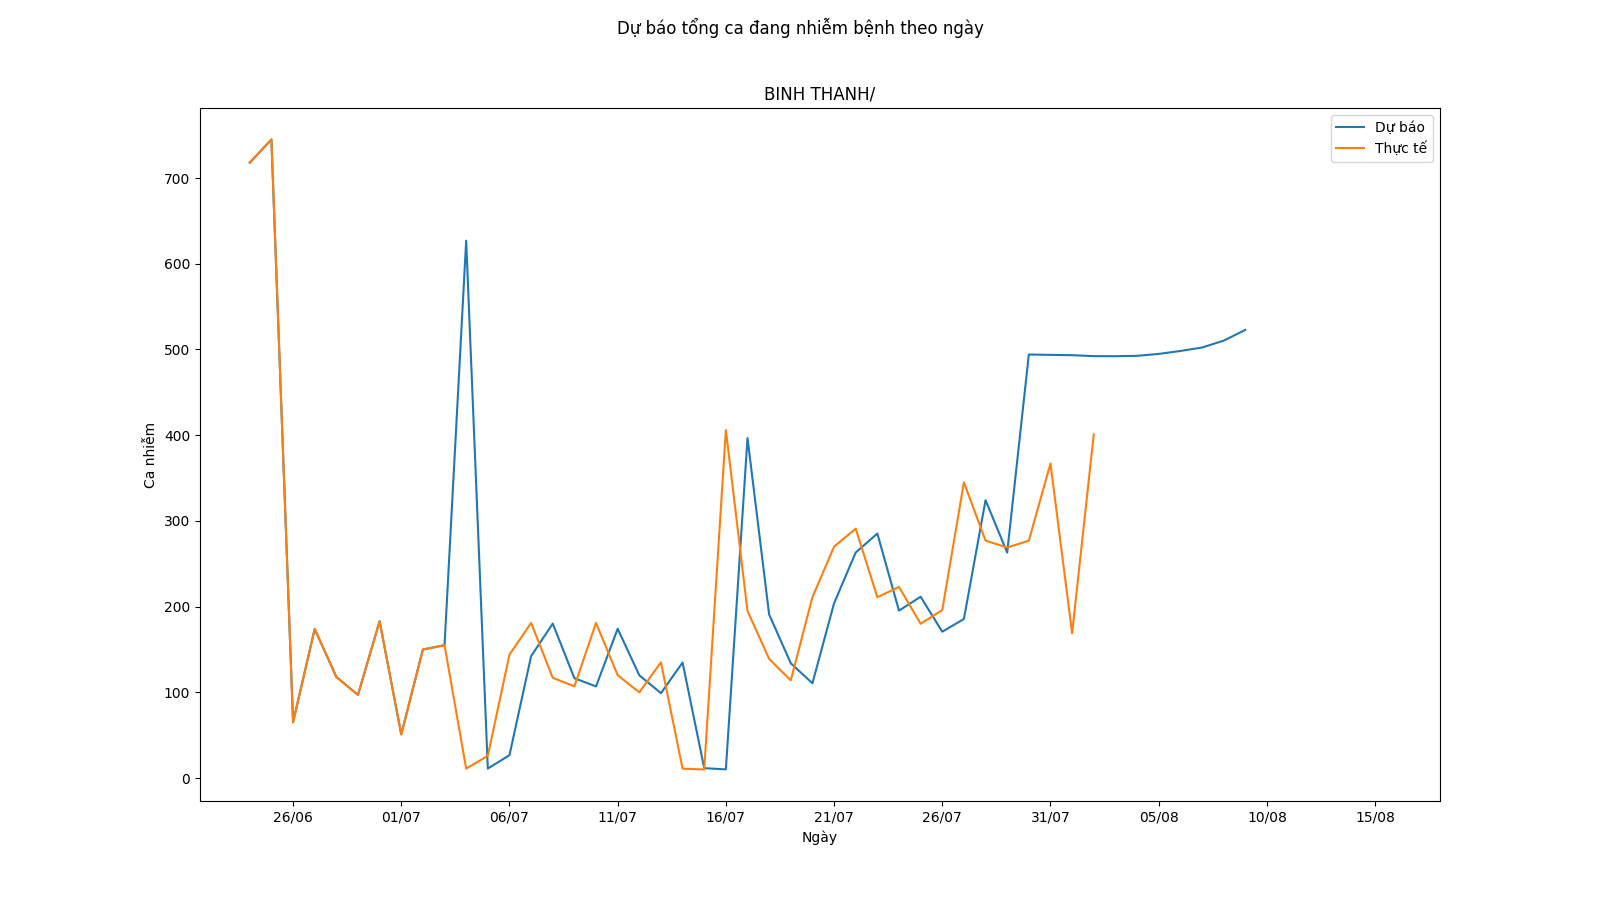 Dự báo tổng ca đang nhiễm bệnh theo ngày
BINH THANH/
Dự báo
Thực tế
700
600
500
400
300
200
100
0
Ca nhiễm
26/06 01/07 06/07 11/07 16/07 21/07 26/07 31/07 05/08 10/08 15/08
Ngày